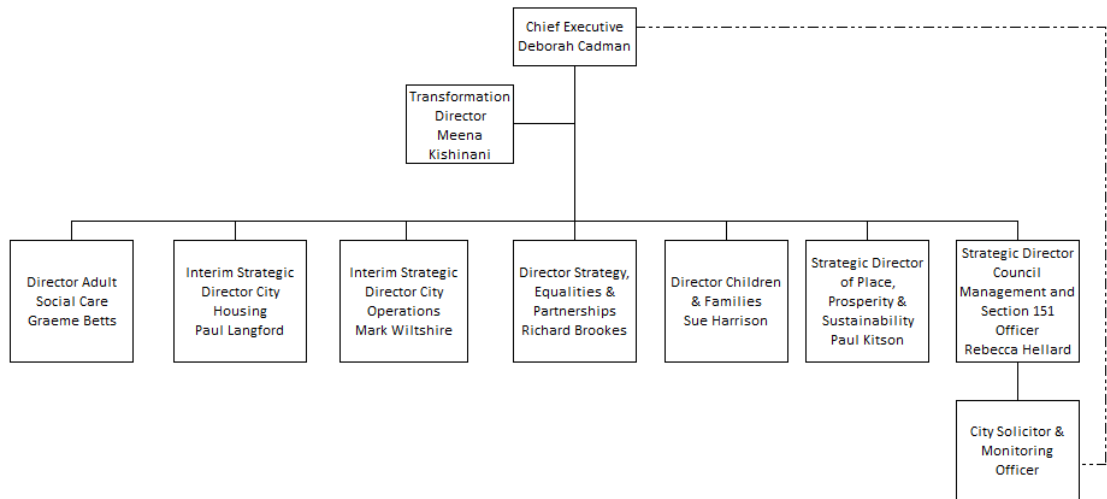 Chief Executive
Deborah Cadman
Transformation
Director
Meena
Kishinani
Director Adult
Social Care
Graeme Betts
Interim Strategic
Director City
Housing
Paul Langford
Interim Strategic
Director City
Operations
Mark Wiltshire
Director Strategy,
Equalities &
Partnerships
Richard Brookes
Director Children
& Families
Sue Harrison
Strategic Director
of Place,
Prosperity &
Sustainability
Paul Kitson
Strategic Director
Council
Management and
Section 151
Officer
Rebecca Hellard
City Solicitor &
Monitoring
Officer